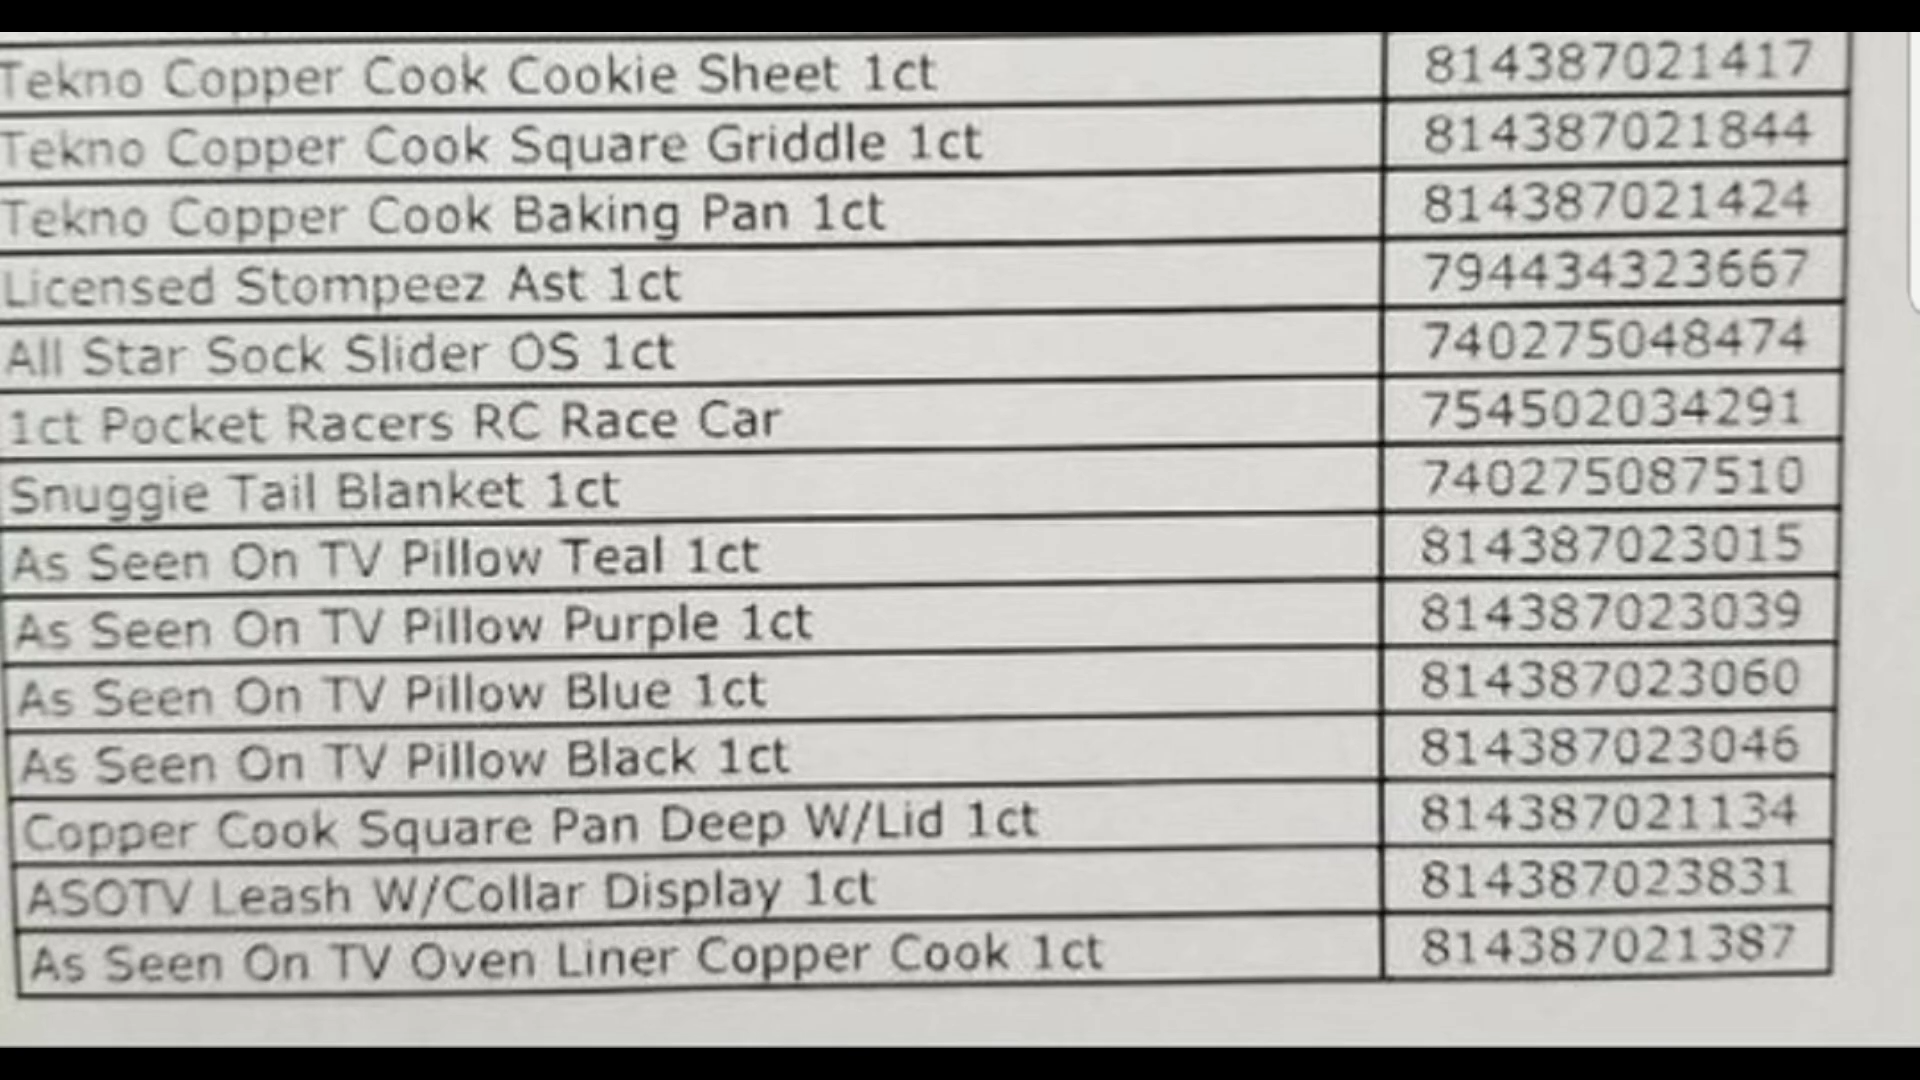 Tekno Copper Cook Cookie Sheet 1ct 814387021417
Tekno Copper Cook Square Griddle 1ct 814387021844
Tekno Copper Cook Baking Pan 1ct 814387021424
Licensed Stompeez Ast 1ct 794434323667
All Star Sock Slider OS 1ct 740275048474
1ct Pocket Racers RC Race Car 754502034291
Snuggie Tail Blanket 1ct 740275087510
As Seen On TV Pillow Teal 1ct 814387023015
As Seen On TV Pillow Purple 1ct 814387023039
As Seen On TV Pillow Blue 1ct 814387023060
As Seen On TV Pillow Black 1ct 814387023046
Copper Cook Square Pan Deep W/Lid 1ct 814387021134
ASOTV Leash W/Collar Display 1ct 814387023831
As Seen On TV Oven Liner Copper Cook 1ct 814387021387